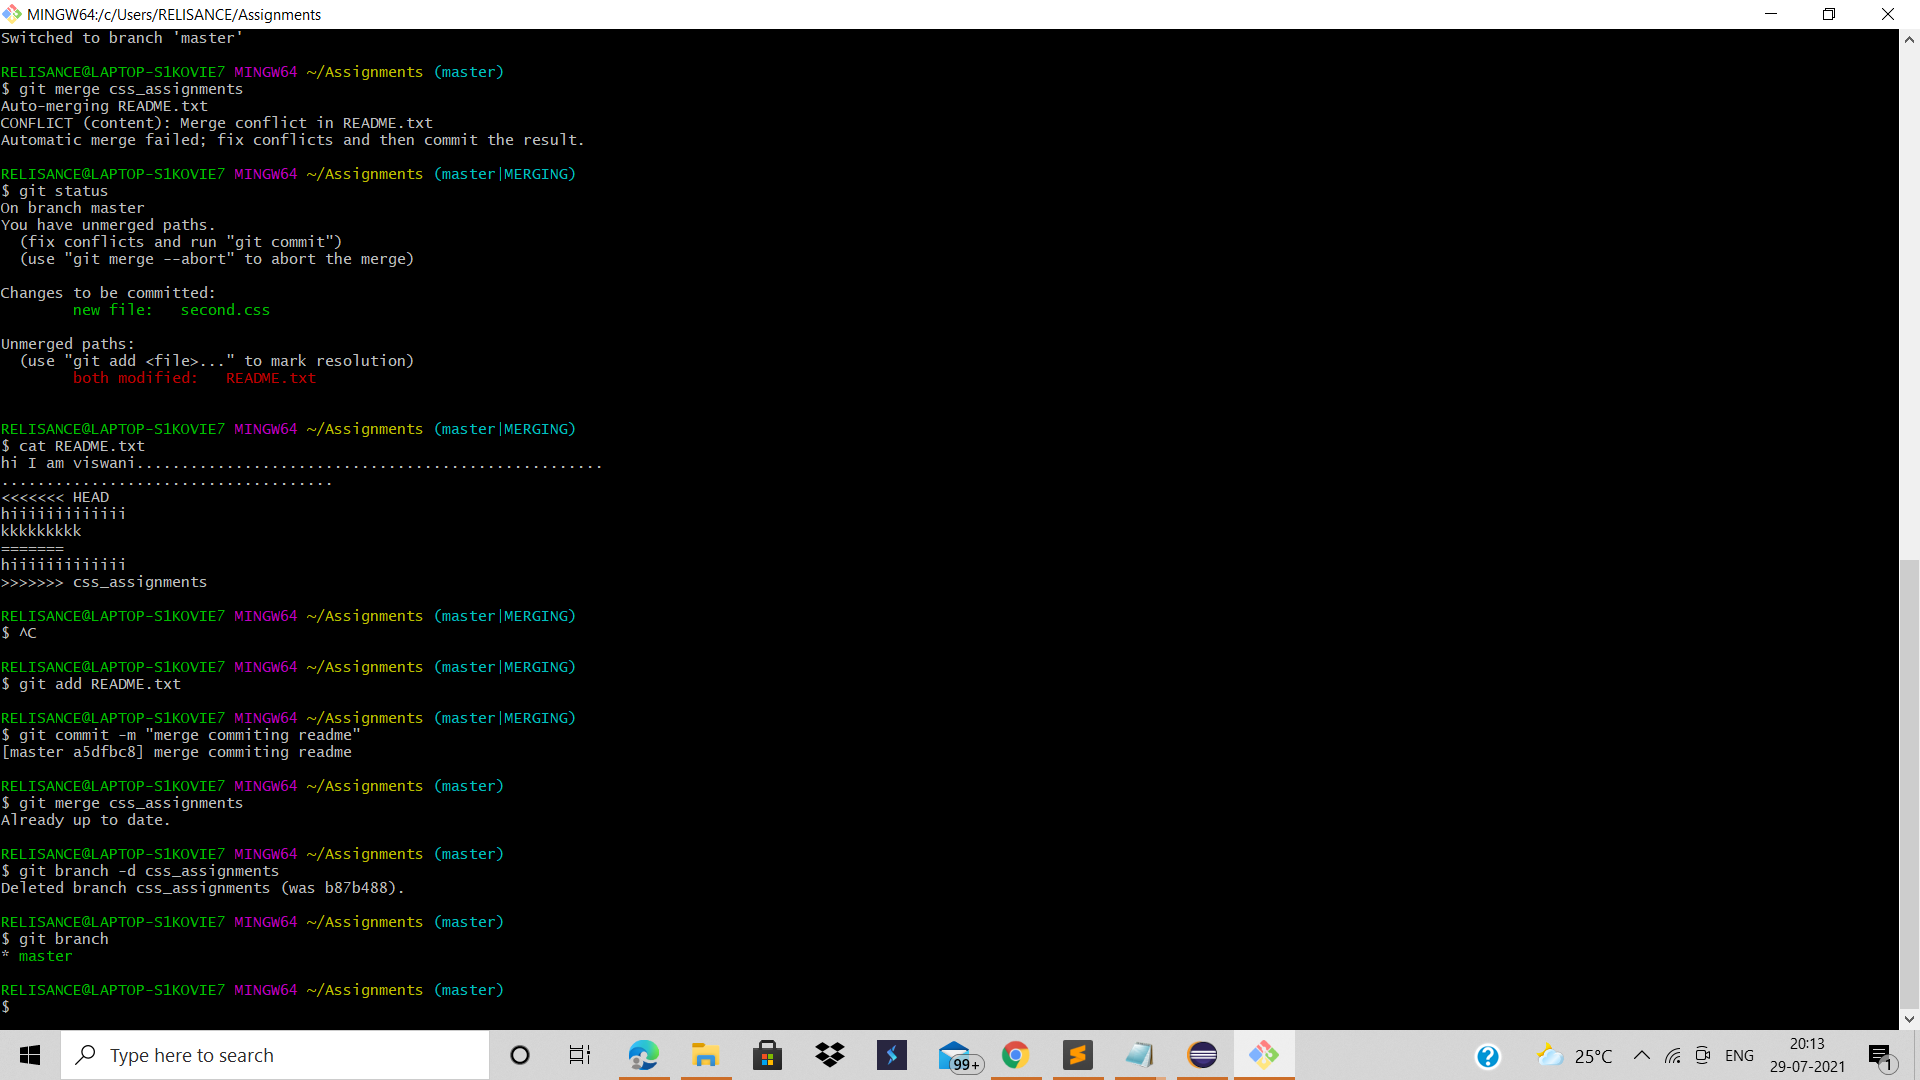 MINGW64:/c/Users/RELISANCE/Assignments
Switched to branch 'master'
RELISANCE@LAPTOP-S1KOVIE7 MINGW64 ~/Assignments (master)
$ git merge css_assignments
Auto-merging README.txt
CONFLICT (content): Merge conflict in README.txt
Automatic merge failed; fix conflicts and then commit the result.
RELISANCE@LAPTOP-S1KOVIE7 MINGW64 ~/Assignments (master|MERGING)
$ git status
On branch master
You have unmerged paths.
  (fix conflicts and run "git commit")
  (use "git merge --abort" to abort the merge)
Changes to be committed:
        new file:   second.css
Unmerged paths:
  (use "git add <file>..." to mark resolution)
        both modified:   README.txt
RELISANCE@LAPTOP-S1KOVIE7 MINGW64 ~/Assignments (master|MERGING)
$ cat README.txt
hi I am viswani....................................................
.....................................
<<<<<<< HEAD
hiiiiiiiiiiiii
kkkkkkkkk
=======
hiiiiiiiiiiiii
>>>>>>> css_assignments
RELISANCE@LAPTOP-S1KOVIE7 MINGW64 ~/Assignments (master|MERGING)
$ ^C
RELISANCE@LAPTOP-S1KOVIE7 MINGW64 ~/Assignments (master|MERGING)
$ git add README.txt
RELISANCE@LAPTOP-S1KOVIE7 MINGW64 ~/Assignments (master|MERGING)
$ git commit -m "merge commiting readme"
[master a5dfbc8] merge commiting readme
RELISANCE@LAPTOP-S1KOVIE7 MINGW64 ~/Assignments (master)
$ git merge css_assignments
Already up to date.
RELISANCE@LAPTOP-S1KOVIE7 MINGW64 ~/Assignments (master)
$ git branch -d css_assignments
Deleted branch css_assignments (was b87b488).
RELISANCE@LAPTOP-S1KOVIE7 MINGW64 ~/Assignments (master)
$ git branch
* master
RELISANCE@LAPTOP-S1KOVIE7 MINGW64 ~/Assignments (master)
$
Type here to search
99+
25°C
ENG
20:13
29-07-2021
1